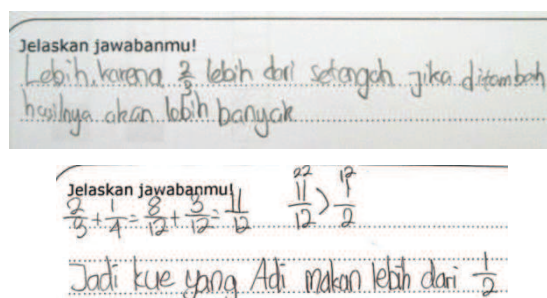 Jelaskan jawabanmu!
Lebih, karena 2/3 lebih dari setengah jika ditambah
hasilnya akan lebih banyak
Jelaskan jawabanmu!
2/3 + 1/4 = 8/12 + 3/12 = 11/12 22 11/12 > 12 1/2
Jadi kue yang Adi makan lebih dari 1/2